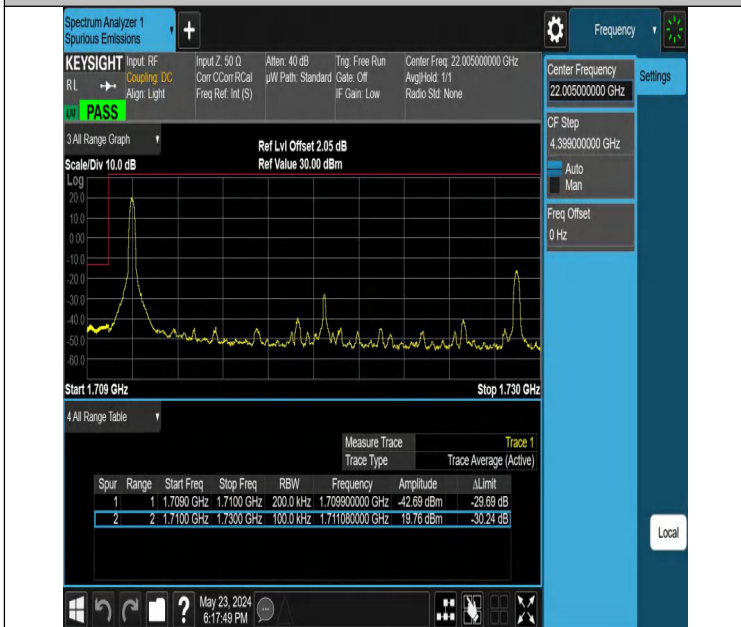 Spectrum Analyzer 1
Spurious Emissions
+
Frequency
KEYSIGHT
RL
Input: RF
Coupling: DC
Align: Light
Input Z: 50 Ω
Corr CCorr RCal
Freq Ref: Int (S)
Atten: 40 dB
µW Path: Standard
Trig: Free Run
Gate: Off
IF Gain: Low
Center Freq: 22.005000000 GHz
Avg|Hold: 1/1
Radio Std: None
PASS
Center Frequency
22.005000000 GHz
Settings
CF Step
4.399000000 GHz
Auto
Man
Freq Offset
0 Hz
3 All Range Graph
Ref Lvl Offset 2.05 dB
Scale/Div 10.0 dB
Ref Value 30.00 dBm
Log
20.0
10.0
0.00
-10.0
-20.0
-30.0
-40.0
-50.0
-60.0
Start 1.709 GHz
Stop 1.730 GHz
4 All Range Table
Measure Trace Trace 1
Trace Type Trace Average (Active)
Spur Range Start Freq Stop Freq RBW Frequency Amplitude ΔLimit
1 1 1.7090 GHz 1.7100 GHz 200.0 kHz 1.709900000 GHz -42.69 dBm -29.69 dB
2 2 1.7100 GHz 1.7300 GHz 100.0 kHz 1.711080000 GHz 19.76 dBm -30.24 dB
Local
?
May 23, 2024
6:17:49 PM